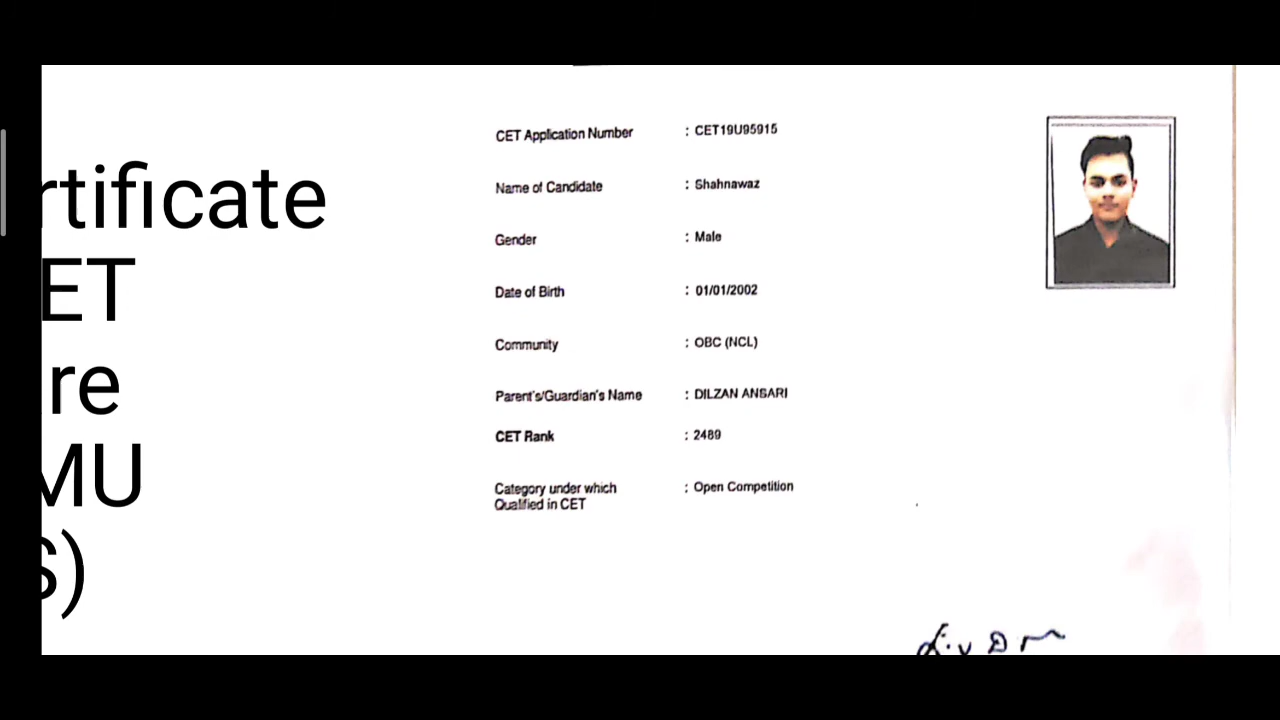 rtificate
ET
re
MU
S)
CET Application Number : CET19U95915
Name of Candidate : Shahnawaz
Gender : Male
Date of Birth : 01/01/2002
Community : OBC (NCL)
Parent's/Guardian's Name : DILZAN ANSARI
CET Rank : 2489
Category under which : Open Competition
Qualified in CET